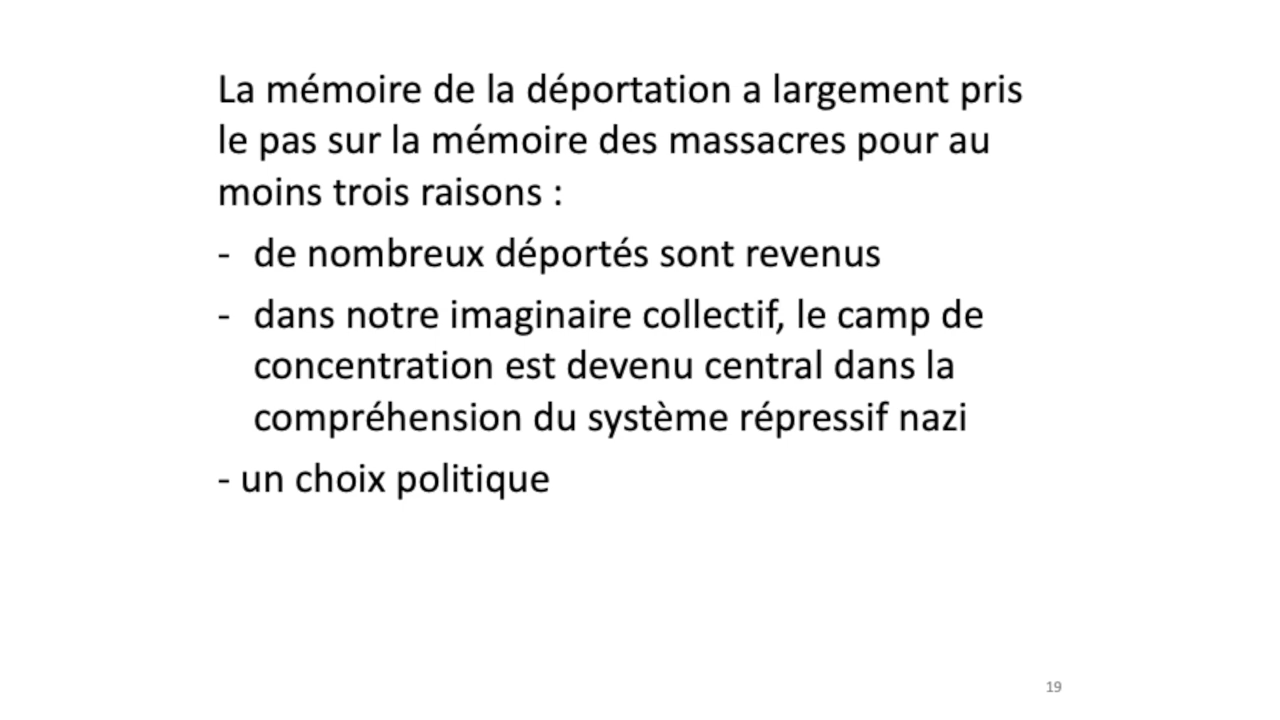 La mémoire de la déportation a largement pris
le pas sur la mémoire des massacres pour au
moins trois raisons :
- de nombreux déportés sont revenus
- dans notre imaginaire collectif, le camp de
concentration est devenu central dans la
compréhension du système répressif nazi
- un choix politique
19